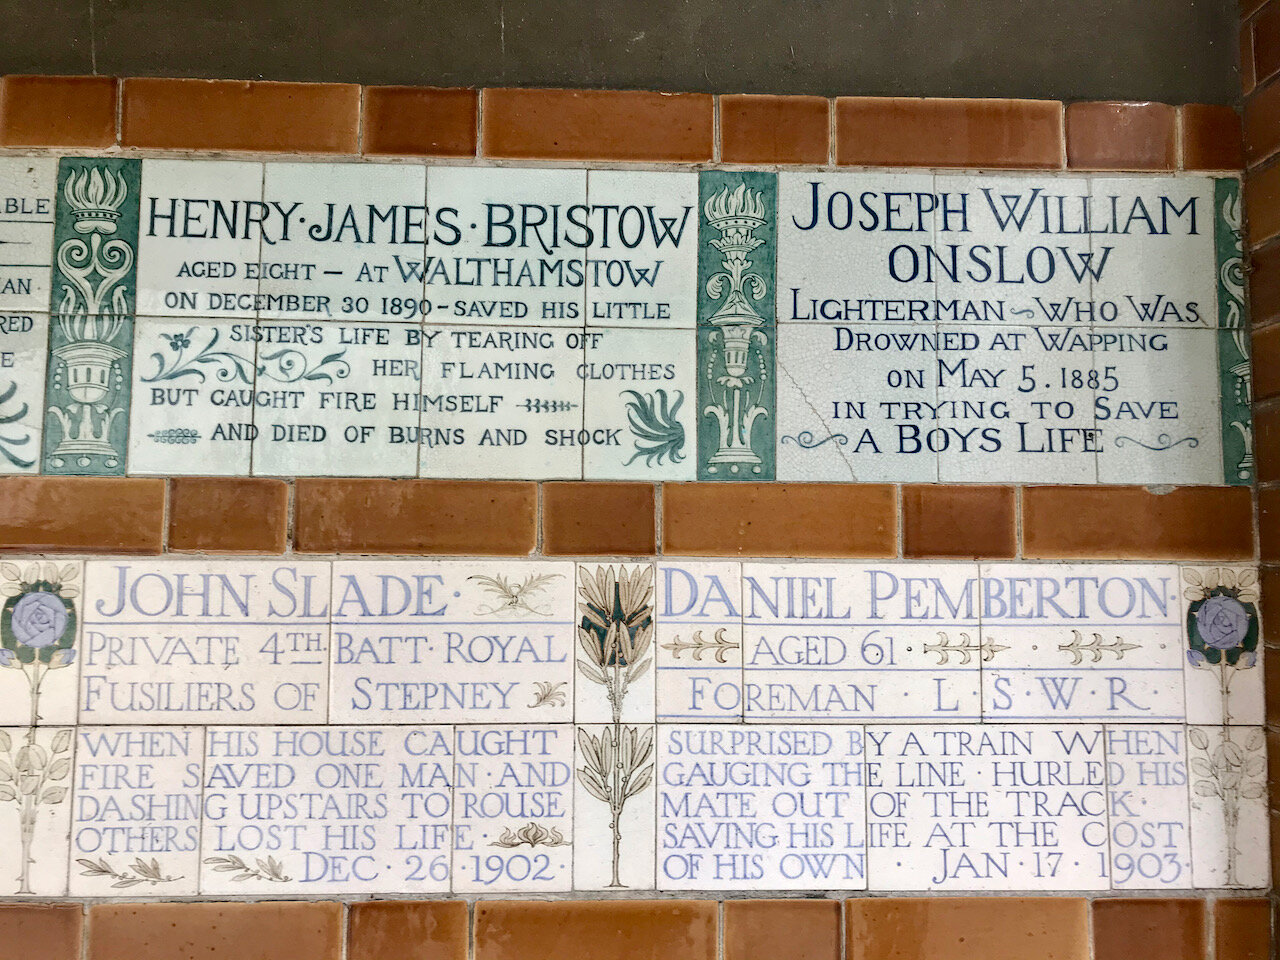 ABLE
AN ·
RED
E
HENRY · JAMES · BRISTOW
AGED EIGHT — AT WALTHAMSTOW
ON DECEMBER 30 1890 - SAVED HIS LITTLE
SISTER'S LIFE BY TEARING OFF
HER FLAMING CLOTHES
BUT CAUGHT FIRE HIMSELF
AND DIED OF BURNS AND SHOCK
JOSEPH WILLIAM
ONSLOW
LIGHTERMAN ~ WHO WAS
DROWNED AT WAPPING
ON MAY 5 . 1885
IN TRYING TO SAVE
A BOYS LIFE
JOHN SLADE ·
PRIVATE 4TH. BATT · ROYAL
FUSILIERS OF STEPNEY
WHEN HIS HOUSE CAUGHT
FIRE SAVED ONE MAN · AND
DASHING UPSTAIRS TO ROUSE
OTHERS LOST HIS LIFE ·
DEC · 26 · 1902 ·
DANIEL PEMBERTON ·
AGED 61 ·
FOREMAN · L · S · W · R ·
SURPRISED BY A TRAIN WHEN
GAUGING THE LINE · HURLED HIS
MATE OUT OF THE TRACK ·
SAVING HIS LIFE AT THE COST
OF HIS OWN · JAN · 17 · 1903 ·